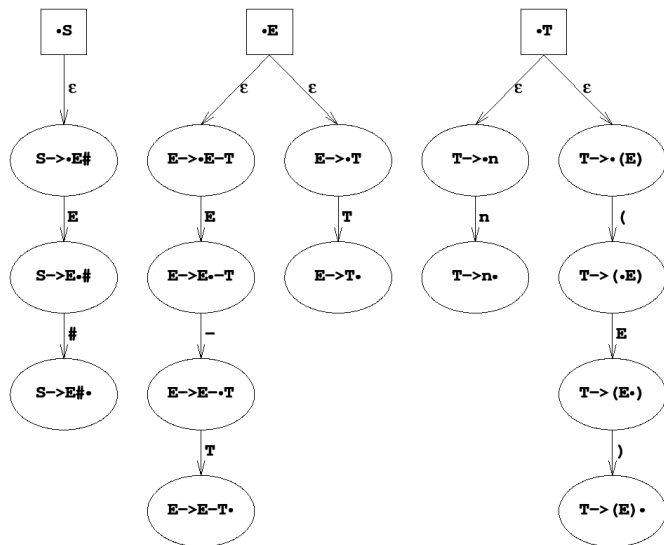 •S •E •T
ε ε ε ε ε
S->•E# E->•E-T E->•T T->•n T->•(E)
E E T n (
S->E•# E->E•-T E->T• T->n• T->(•E)
# - E
S->E#• E->E-•T T->(E•)
T )
E->E-T• T->(E)•